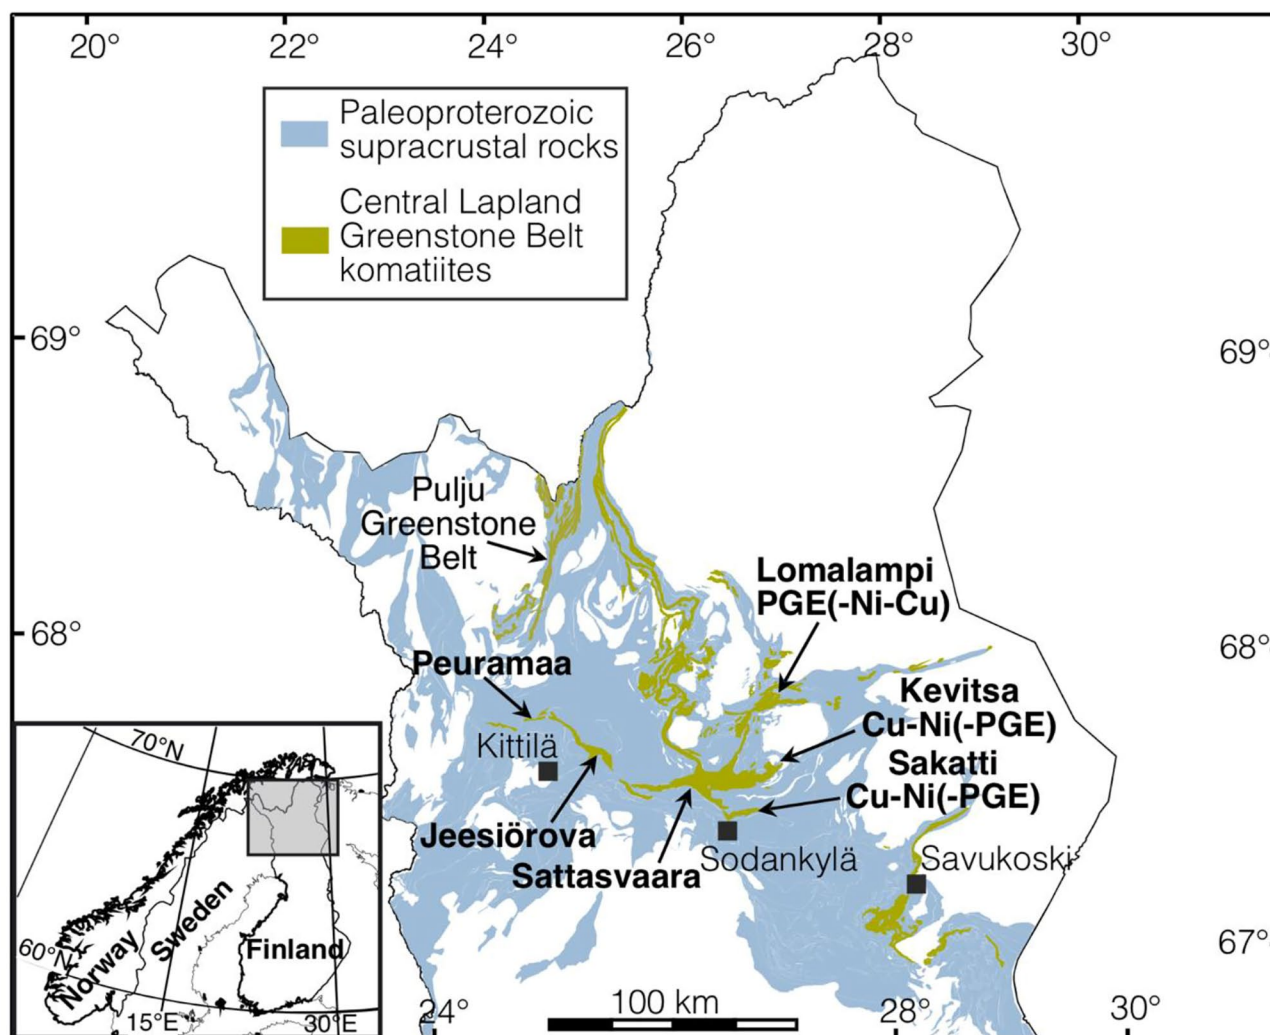 20°
22°
24°
26°
28°
30°
Paleoproterozoic
supracrustal rocks
Central Lapland
Greenstone Belt
komatiites
69°
69°
Pulju
Greenstone
Belt
Lomalampi
PGE(-Ni-Cu)
68°
68°
Peuramaa
Kevitsa
Cu-Ni(-PGE)
Kittilä
Sakatti
Cu-Ni(-PGE)
Jeesiörova
Sattasvaara
Sodankylä
Savukoski
67°
70°N
60°N
Norway
Sweden
Finland
15°E
30°E
24°
100 km
28°
30°